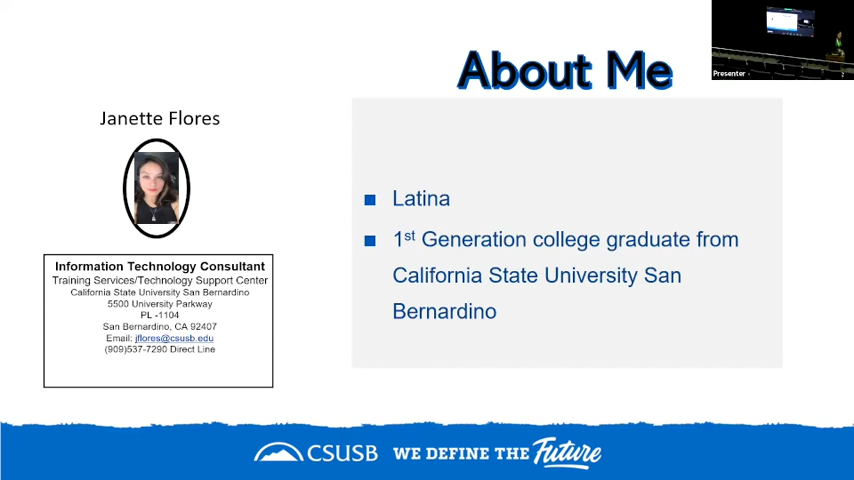 About Me
Presenter
Janette Flores
Information Technology Consultant
Training Services/Technology Support Center
California State University San Bernardino
5500 University Parkway
PL -1104
San Bernardino, CA 92407
Email: jflores@csusb.edu
(909)537-7290 Direct Line
■ Latina
■ 1st Generation college graduate from
California State University San
Bernardino
CSUSB WE DEFINE THE Future